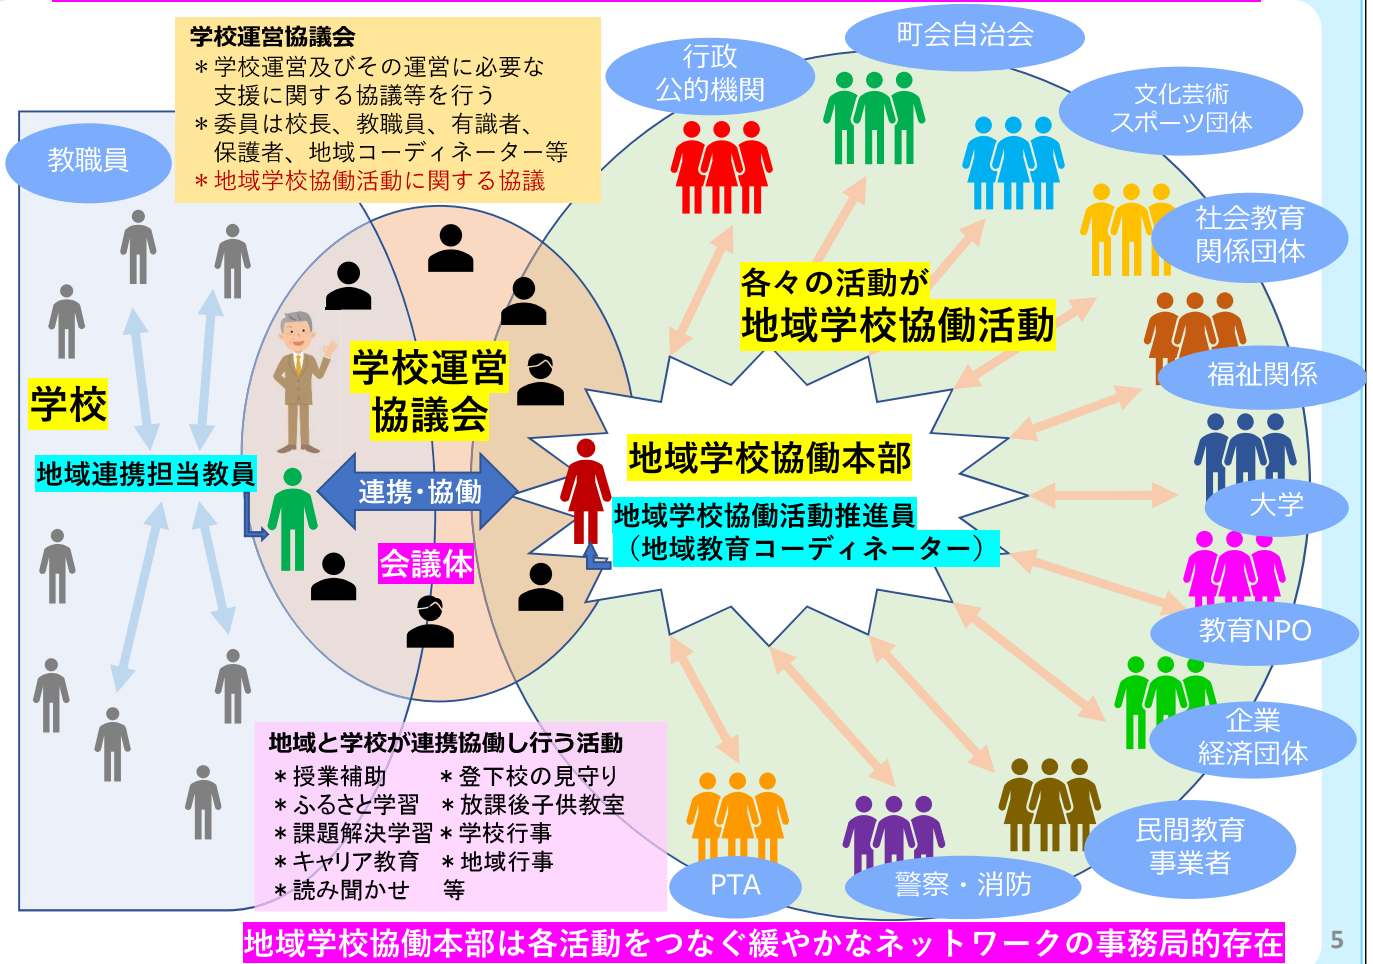 学校運営協議会
＊学校運営及びその運営に必要な
支援に関する協議等を行う
＊委員は校長、教職員、有識者、
保護者、地域コーディネーター等
＊地域学校協働活動に関する協議
教職員
行政
公的機関
町会自治会
文化芸術
スポーツ団体
社会教育
関係団体
各々の活動が
地域学校協働活動
福祉関係
学校
学校運営
協議会
地域学校協働本部
地域連携担当教員
連携・協働
地域学校協働活動推進員
（地域教育コーディネーター）
大学
会議体
教育NPO
企業
経済団体
地域と学校が連携協働し行う活動
＊授業補助
＊ふるさと学習
＊課題解決学習
＊キャリア教育
＊読み聞かせ
＊登下校の見守り
＊放課後子供教室
＊学校行事
＊地域行事
等
民間教育
事業者
PTA
警察・消防
地域学校協働本部は各活動をつなぐ緩やかなネットワークの事務局的存在
5